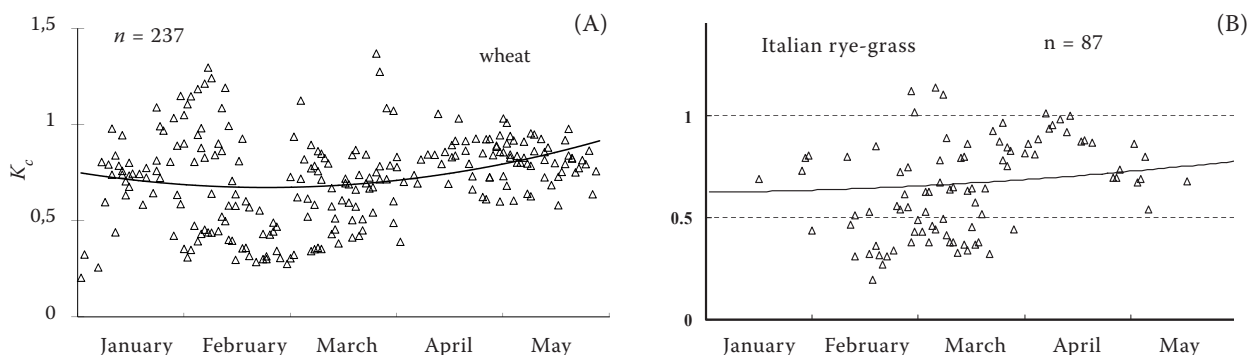 (A)
1,5
n = 237
wheat
1
K_c
0,5
0
January February March April May
(B)
Italian rye-grass n = 87
1
0.5
0
January February March April May